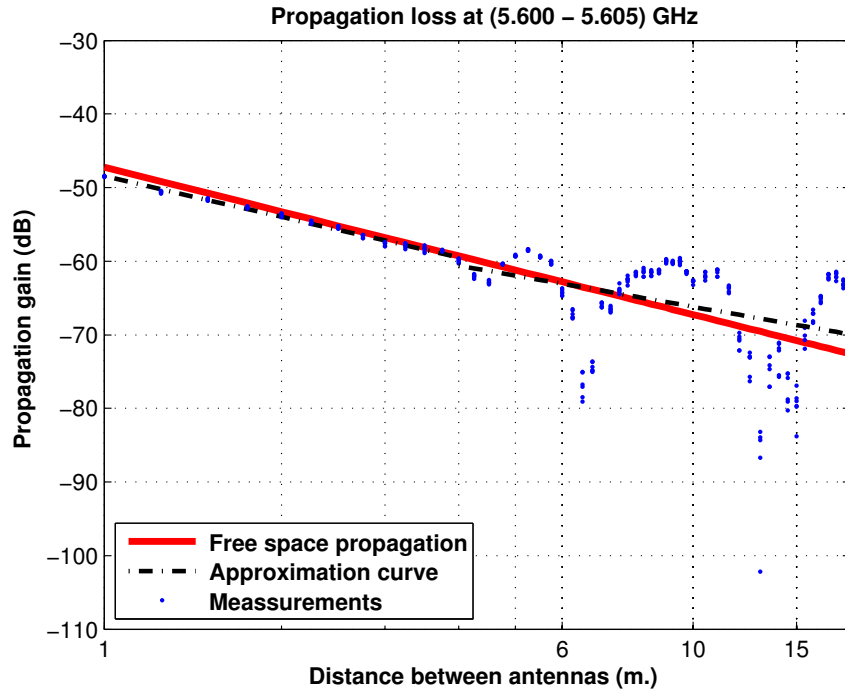 Propagation loss at (5.600 − 5.605) GHz
Propagation gain (dB)
−30
−40
−50
−60
−70
−80
−90
−100
−110
Free space propagation
Approximation curve
Meassurements
1
6
10
15
Distance between antennas (m.)